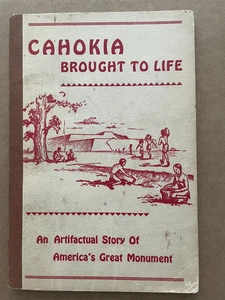 CAHOKIA
BROUGHT TO LIFE
An Artifactual Story Of
America's Great Monument